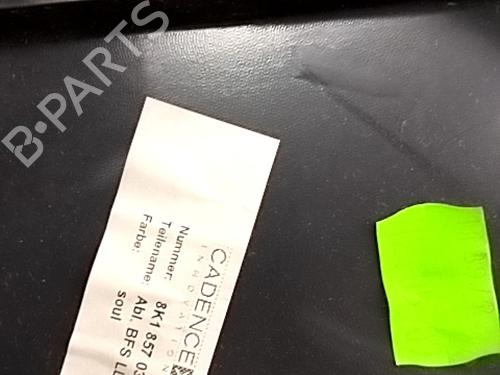 B·PARTS
CADENCE
INNOVATION
Nummer: 8K1 857 03
Teilename: Abl. BFS LL
Farbe: soul